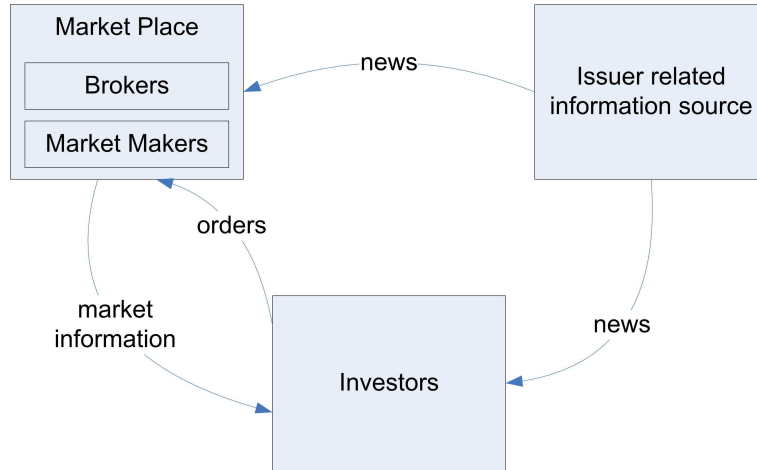 Market Place
Brokers
Market Makers
news
Issuer related
information source
orders
market
information
news
Investors